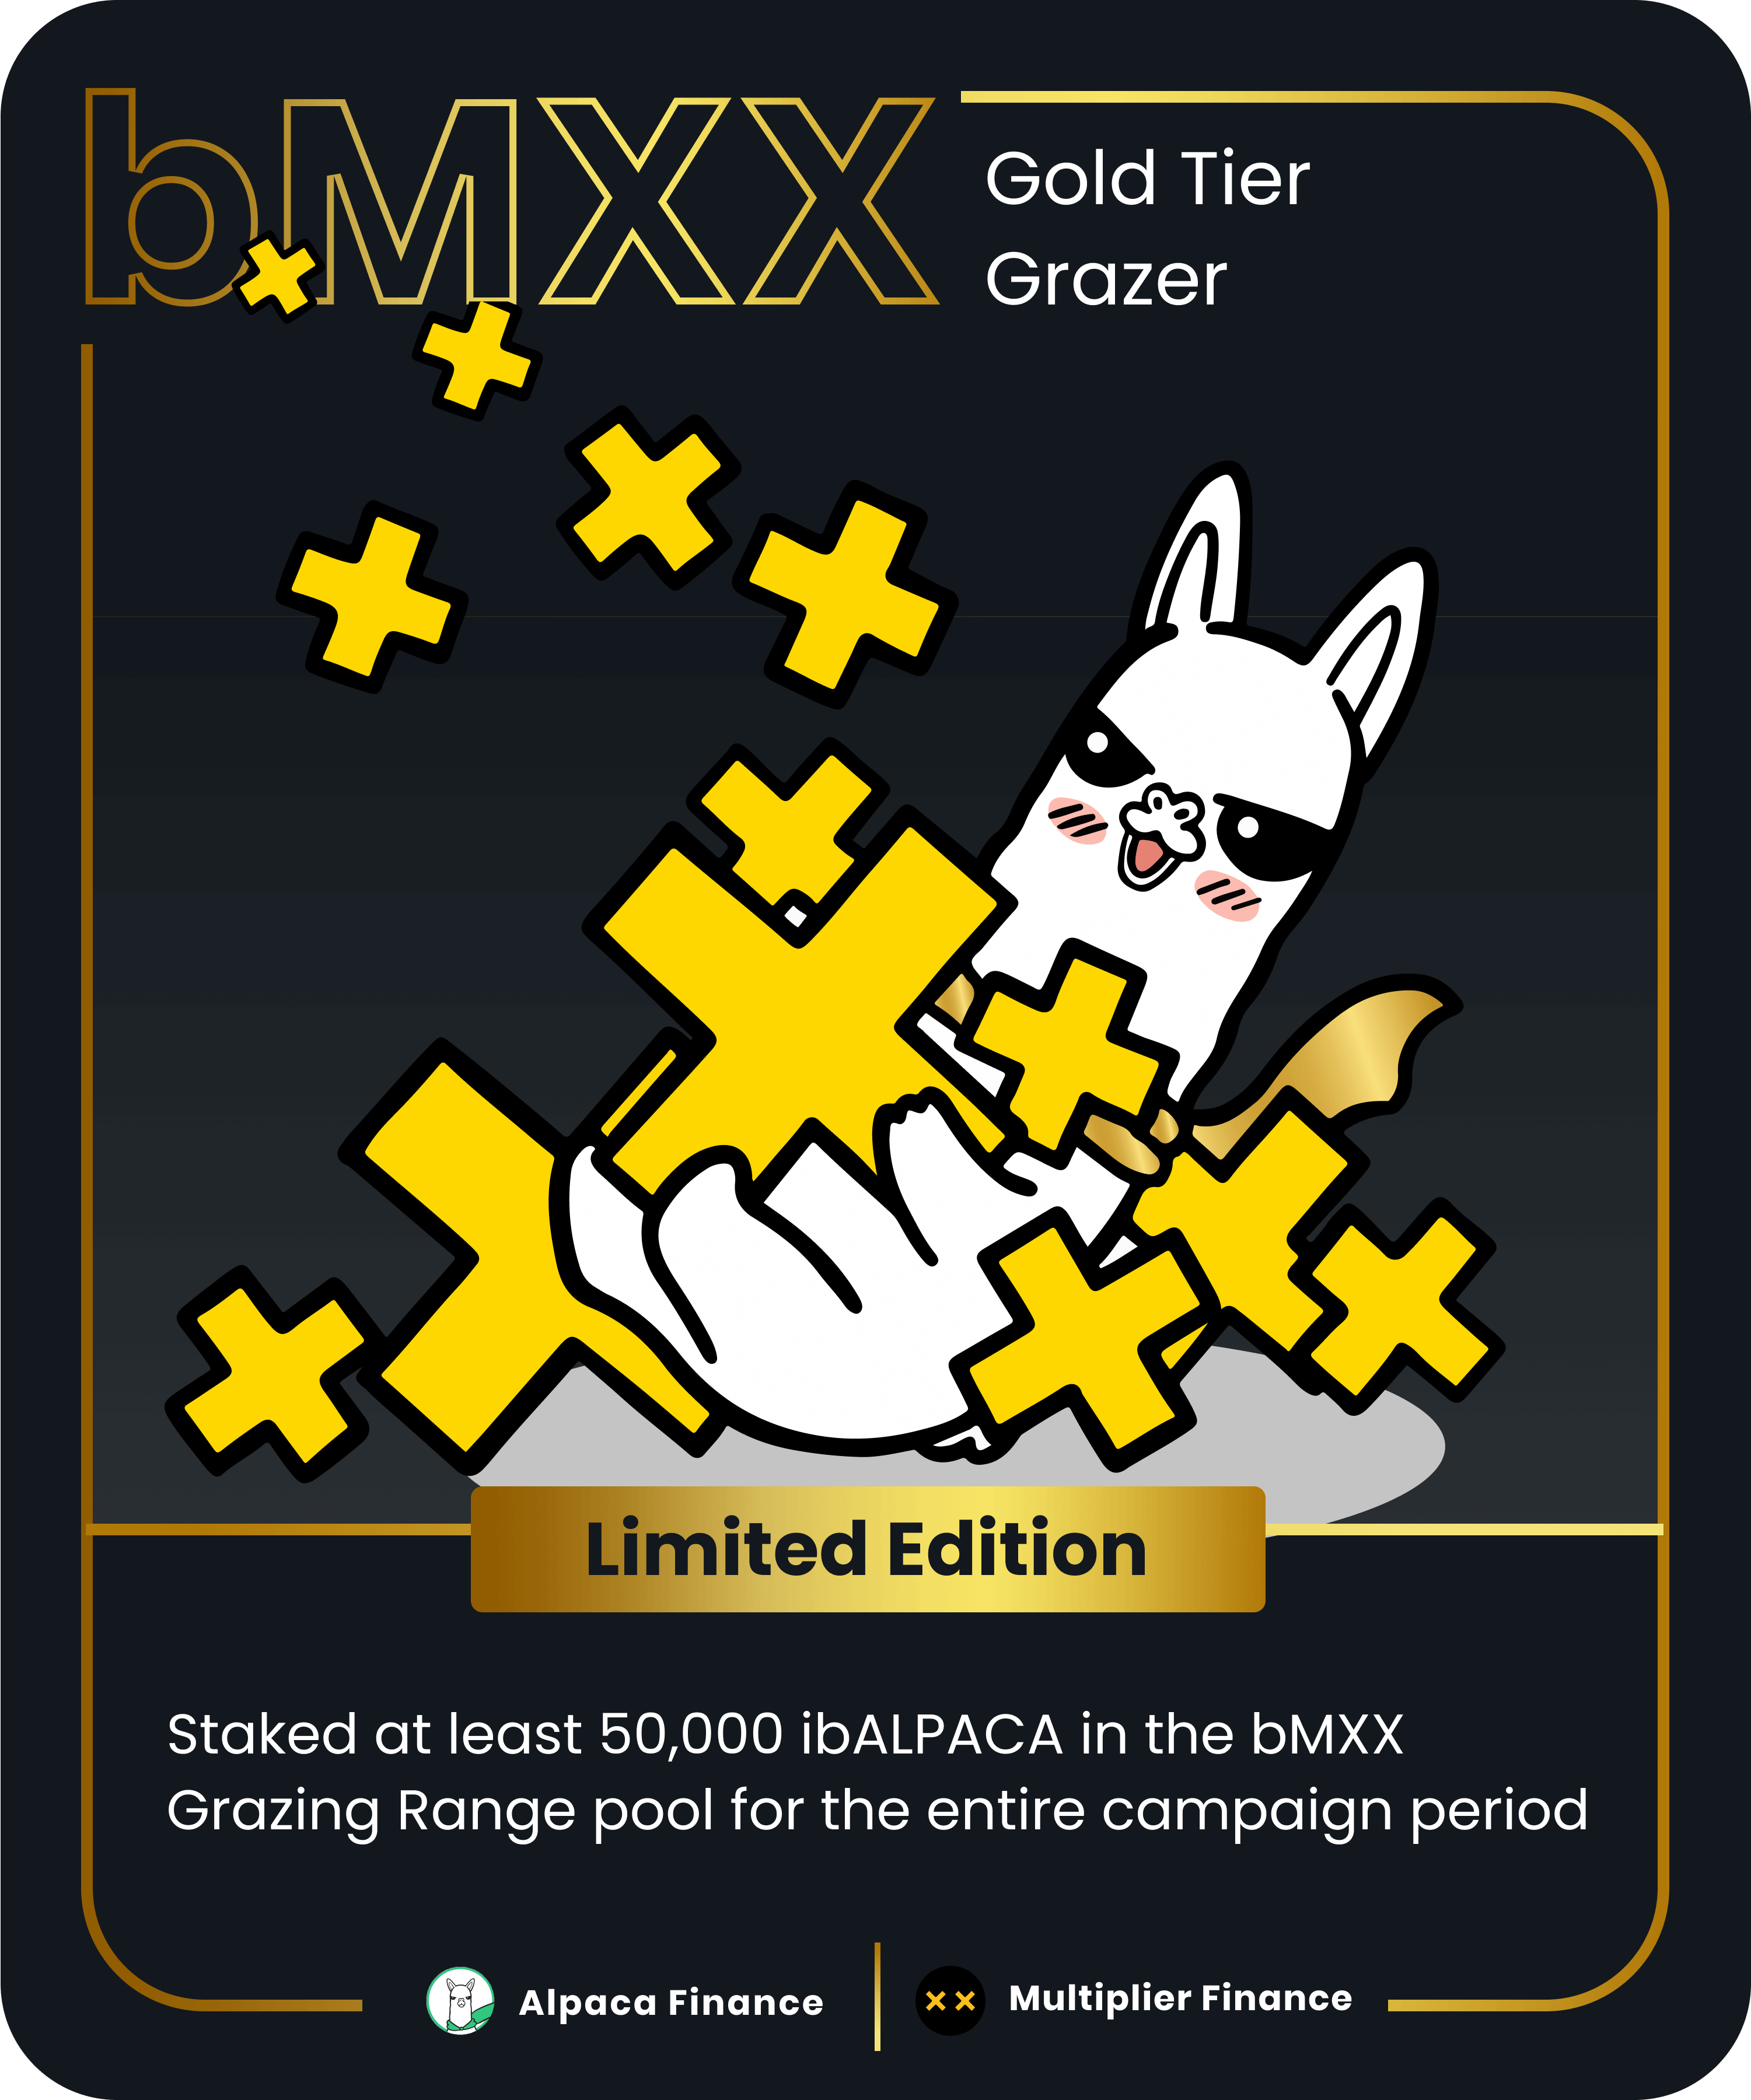 bMXX
Gold Tier
Grazer
Limited Edition
Staked at least 50,000 ibALPACA in the bMXX
Grazing Range pool for the entire campaign period
Alpaca Finance
Multiplier Finance